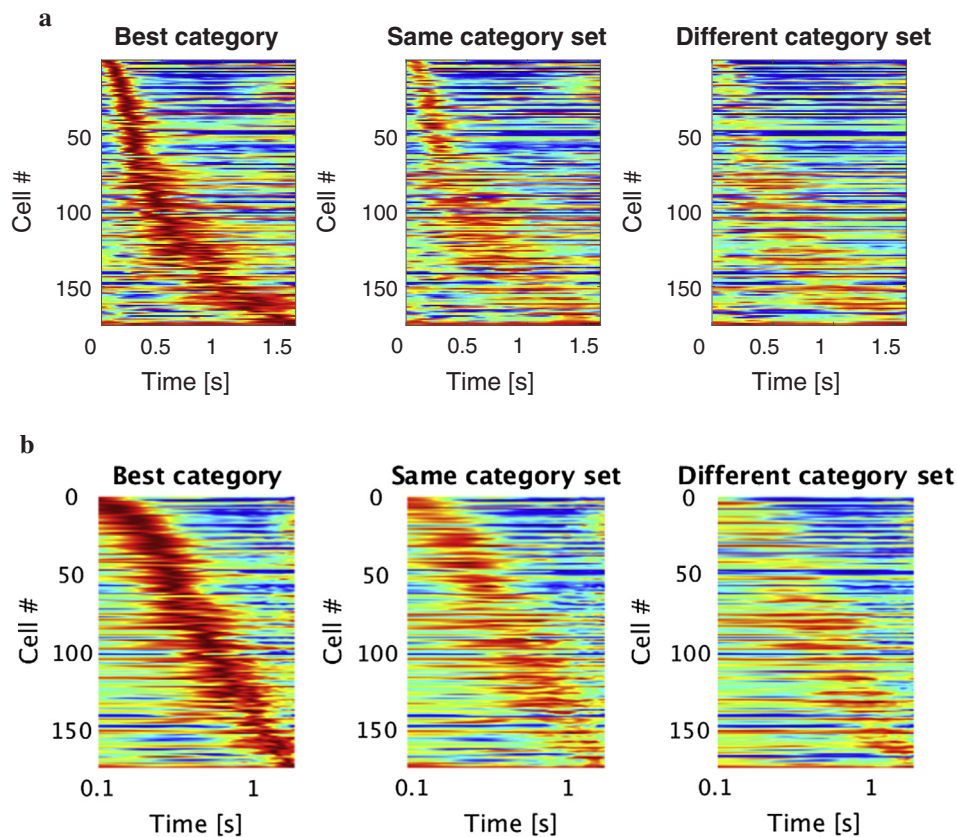 a
Best category
Same category set
Different category set
Cell #
50
100
150
0 0.5 1 1.5
Time [s]
Cell #
50
100
150
0 0.5 1 1.5
Time [s]
Cell #
50
100
150
0 0.5 1 1.5
Time [s]
b
Best category
Same category set
Different category set
Cell #
0
50
100
150
0.1 1
Time [s]
Cell #
0
50
100
150
0.1 1
Time [s]
Cell #
0
50
100
150
0.1 1
Time [s]